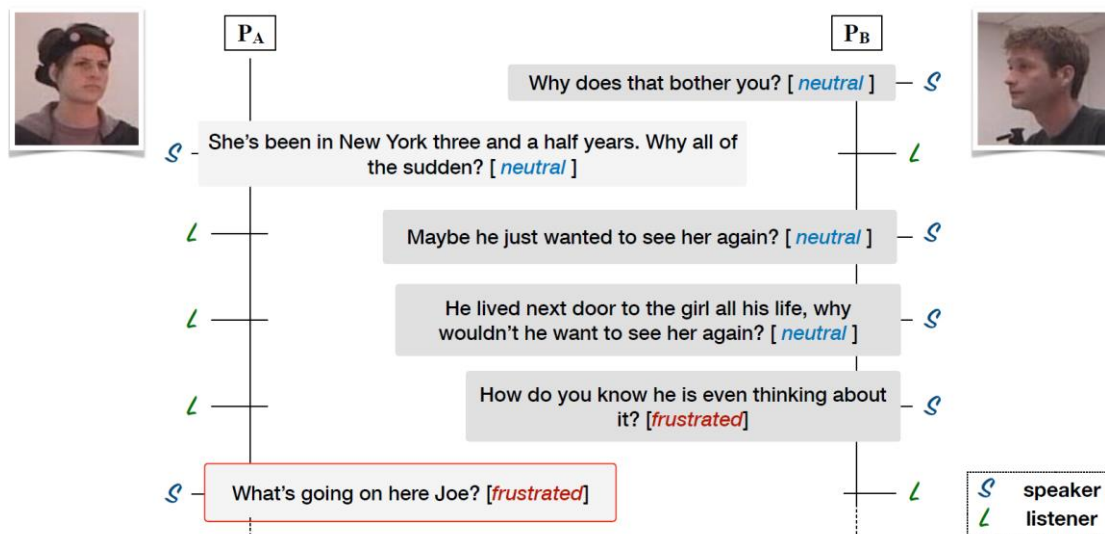 P_A
P_B
Why does that bother you? [ neutral ]
S
She’s been in New York three and a half years. Why all of
the sudden? [ neutral ]
S
L
L
Maybe he just wanted to see her again? [ neutral ]
S
L
He lived next door to the girl all his life, why
wouldn’t he want to see her again? [ neutral ]
S
L
How do you know he is even thinking about
it? [frustrated]
S
S
What’s going on here Joe? [frustrated]
L
S speaker
L listener